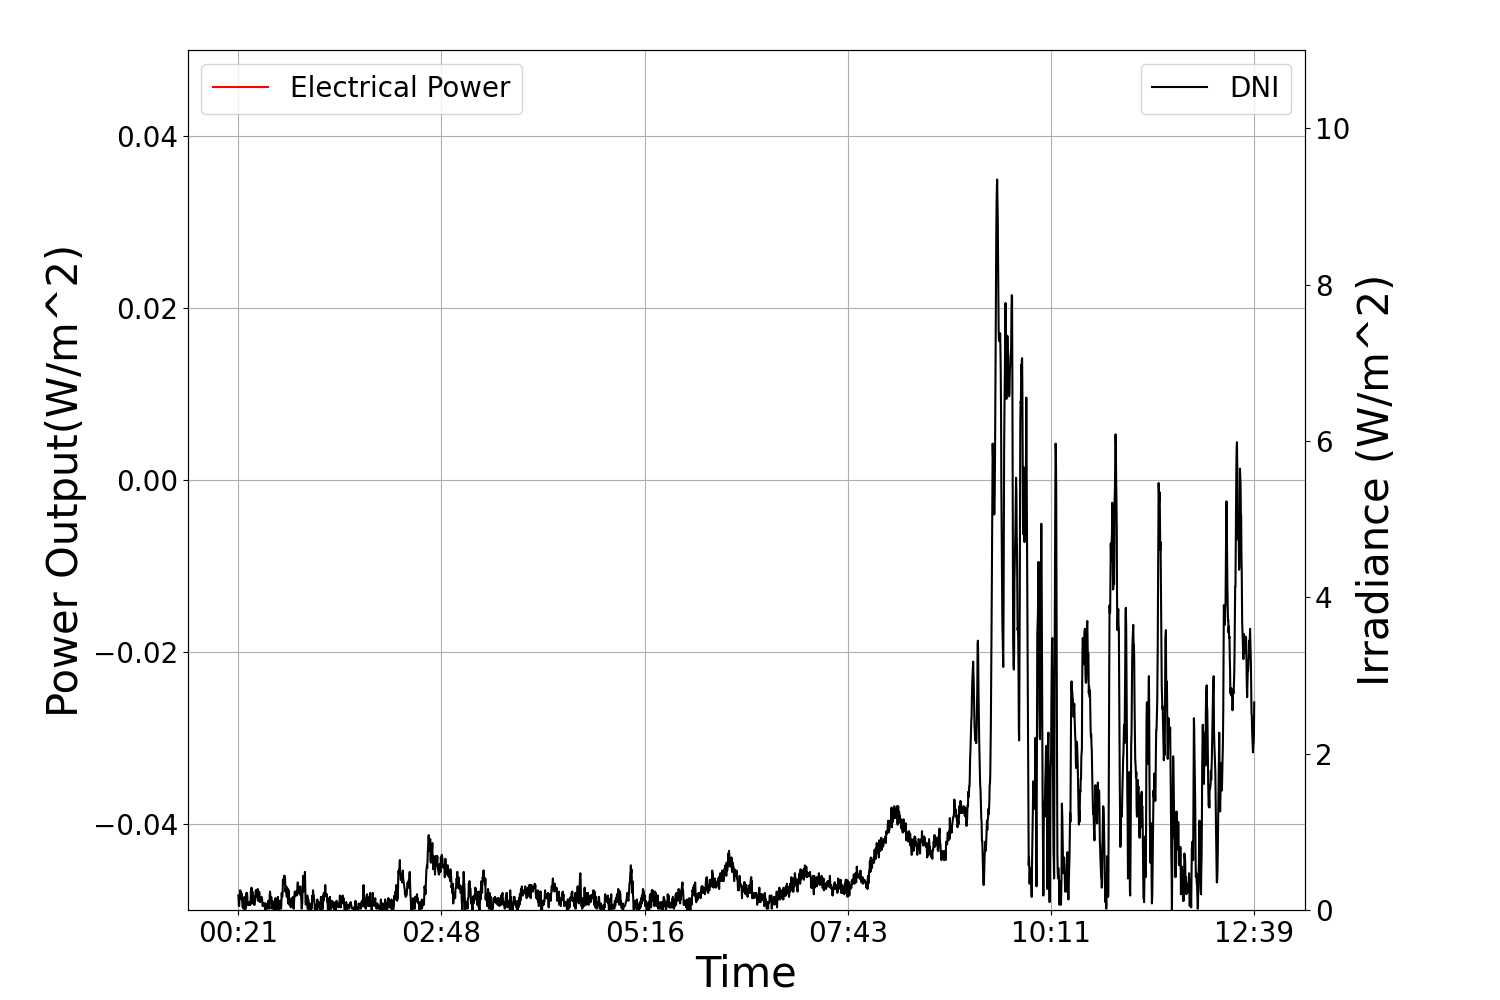 Electrical Power
DNI
0.04
0.02
0.00
−0.02
−0.04
10
8
6
4
2
0
Power Output(W/m^2)
Irradiance (W/m^2)
00:21 02:48 05:16 07:43 10:11 12:39
Time